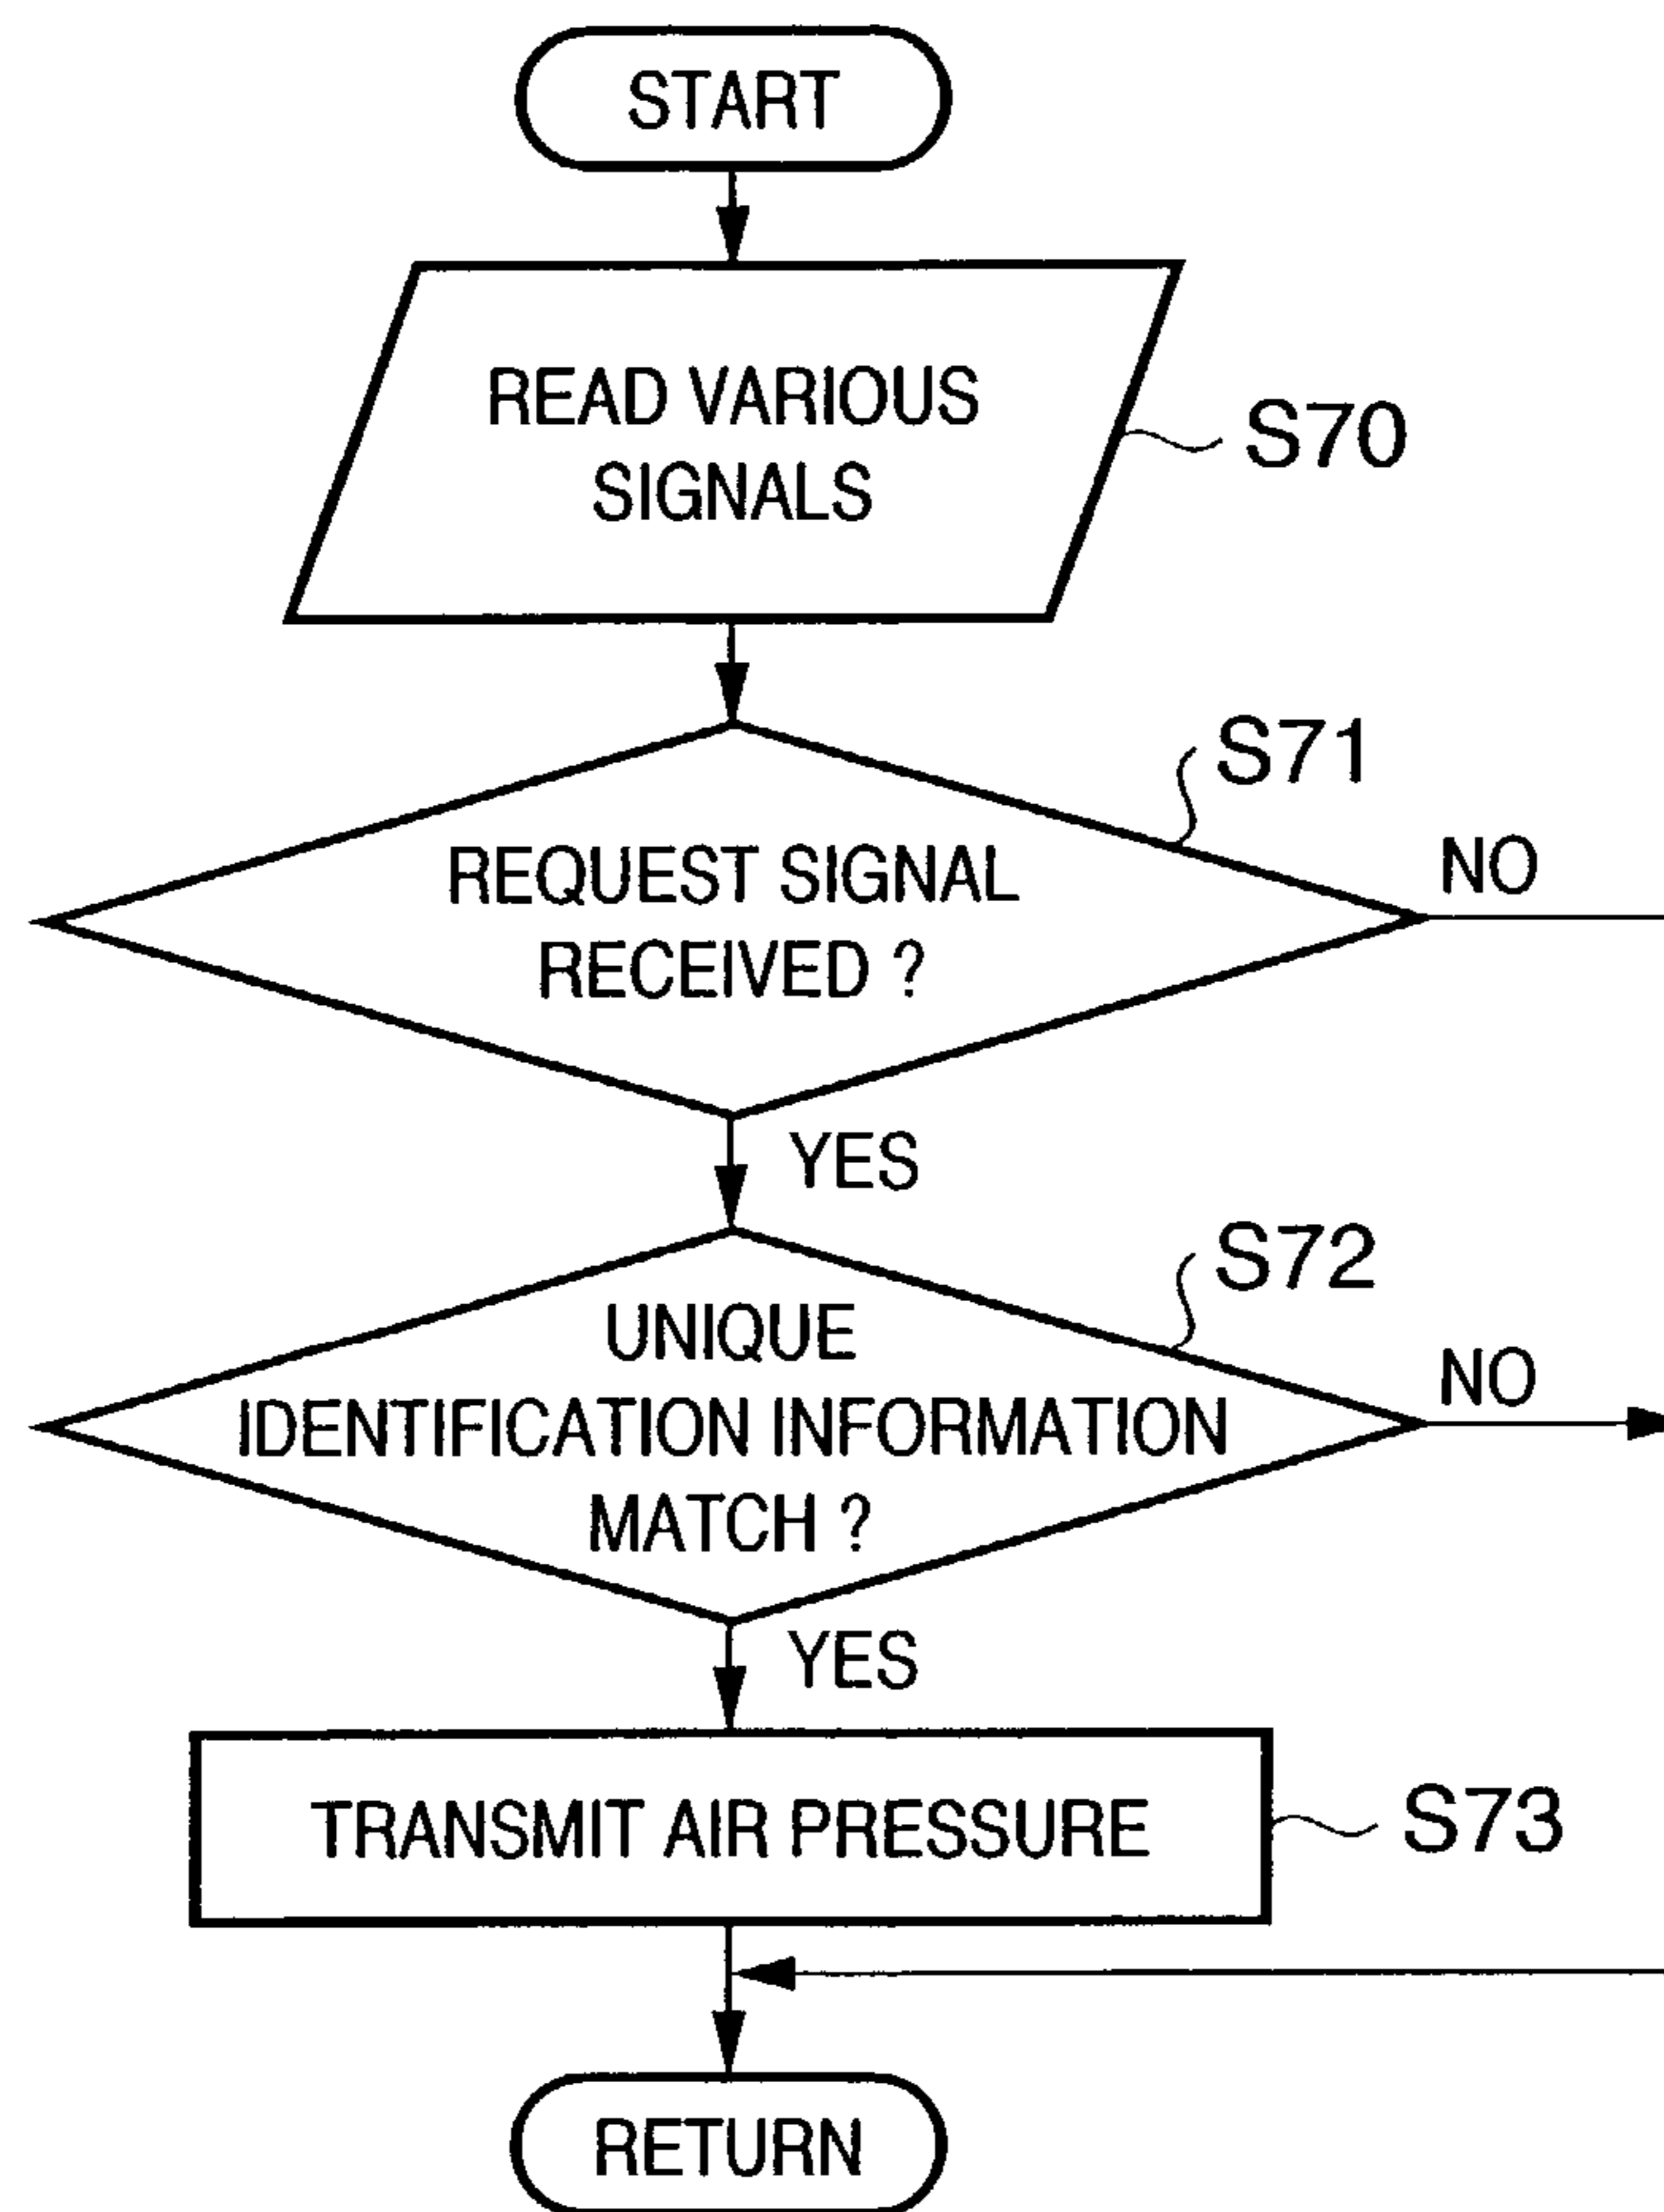 START
READ VARIOUS
SIGNALS
S70
S71
REQUEST SIGNAL
RECEIVED ?
NO
YES
S72
UNIQUE
IDENTIFICATION INFORMATION
MATCH ?
NO
YES
TRANSMIT AIR PRESSURE
S73
RETURN